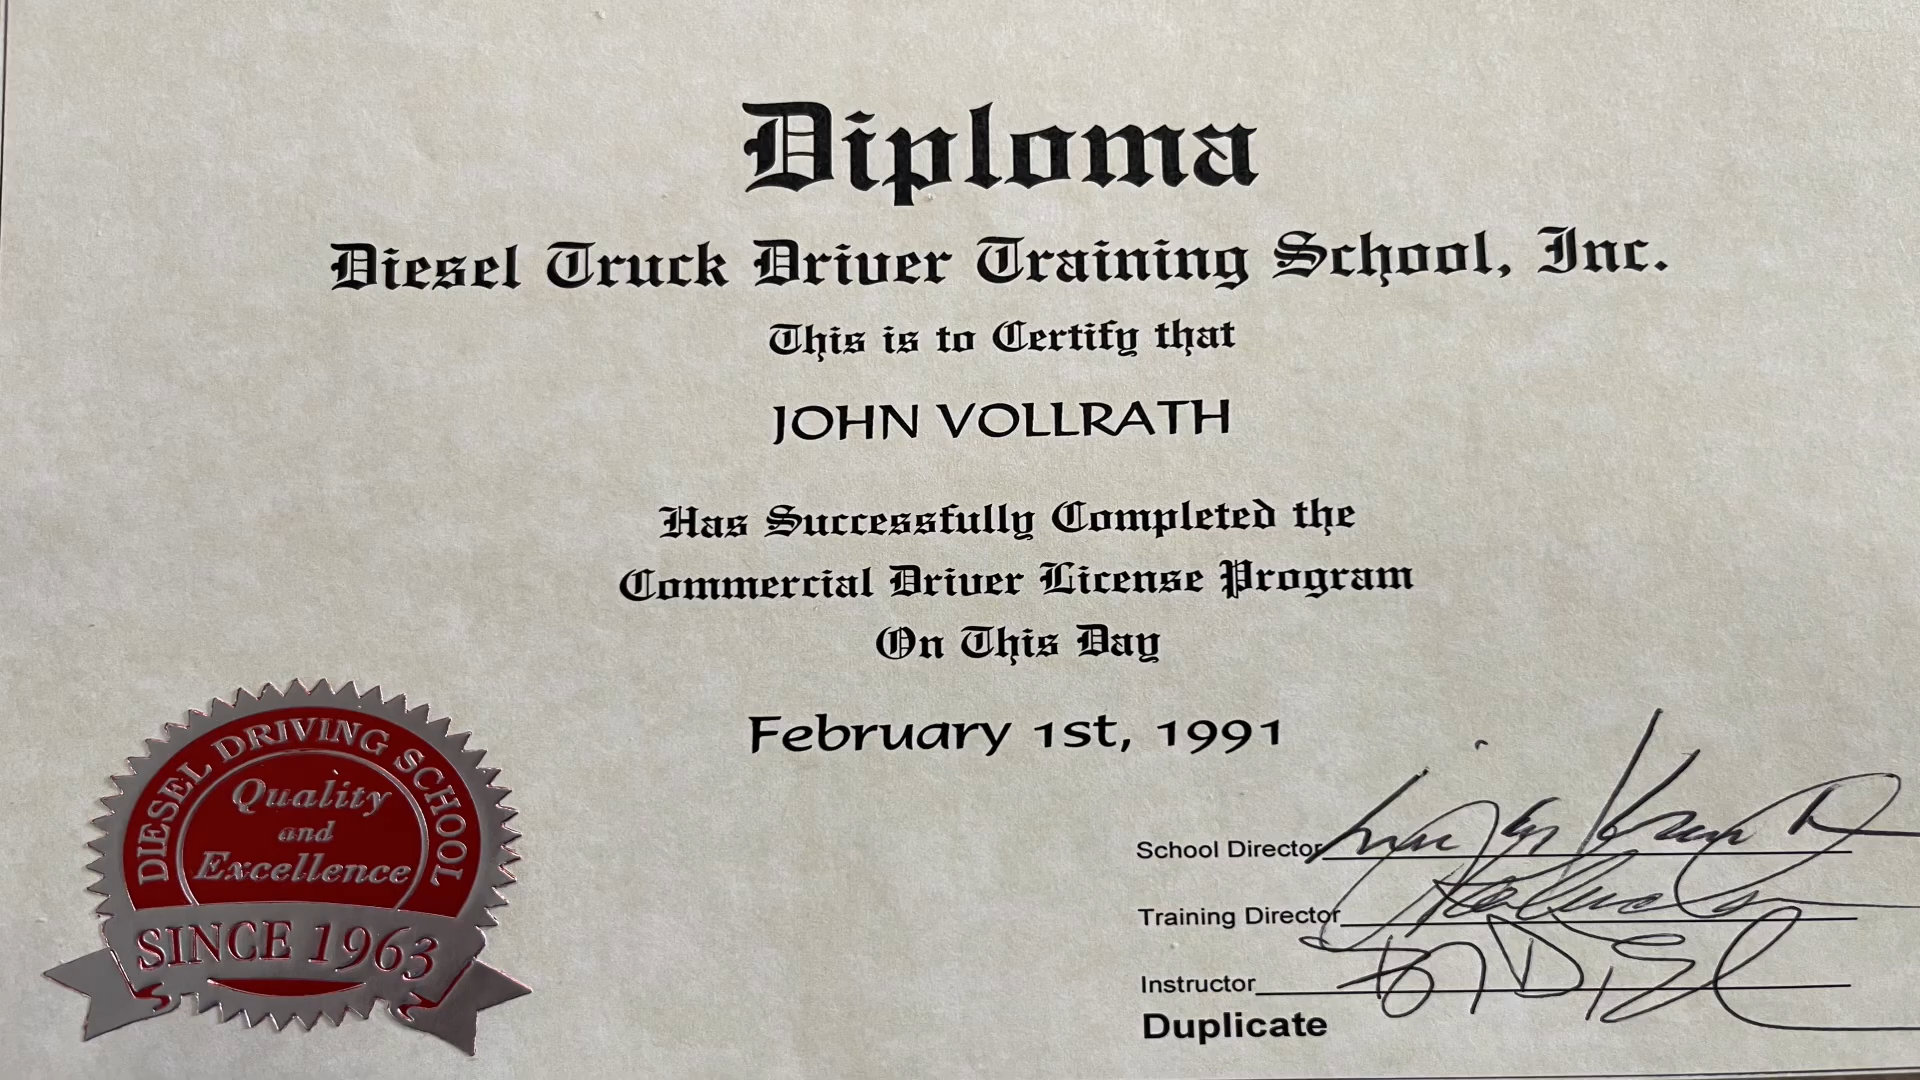 Diploma
Diesel Truck Driver Training School, Inc.
This is to Certify that
JOHN VOLLRATH
Has Successfully Completed the
Commercial Driver License Program
On This Day
February 1st, 1991
DIESEL DRIVING SCHOOL
Quality
and
Excellence
SINCE 1963
School Director
Training Director
Instructor
Duplicate